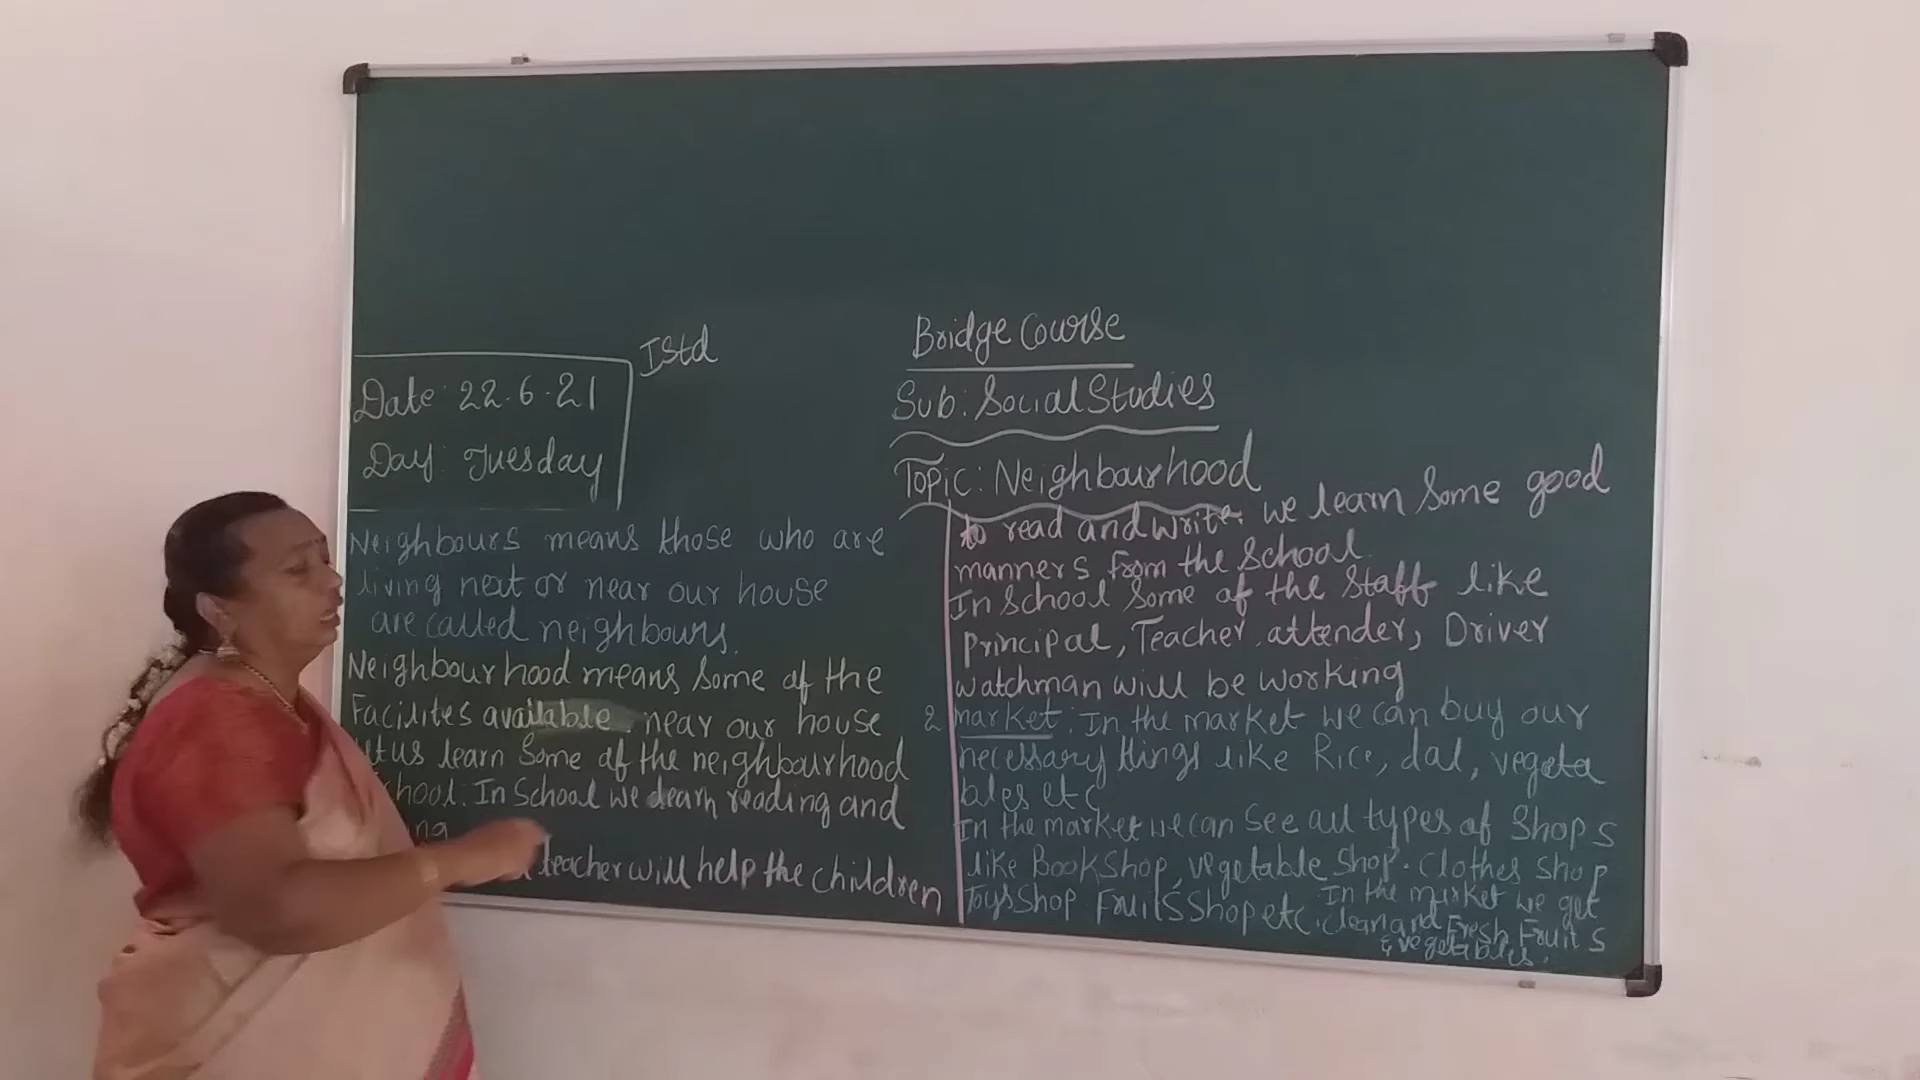 IStd
Bridge Course
Date: 22.6.21
Sub: Social Studies
Day: Tuesday
Topic: Neighbourhood
Neighbours means those who are
living next or near our house
are called neighbours.
Neighbourhood means Some of the
Facilites available near our house
us learn Some of the neighbourhood
In School we learn reading and
teacher will help the children
to read and write. we learn Some good
manners from the School.
In School Some of the Staff like
Principal, Teacher, attender, Driver
watchman will be working
2 market: In the market we can buy our
necessary things like Rice, dal, vegeta
bles etc
In the market we can See all types of Shops
like Book Shop, vegetable Shop. Clothes Shop
Toys Shop Fruits Shop etc. In the market we get
clean and Fresh Fruits
& vegetables.